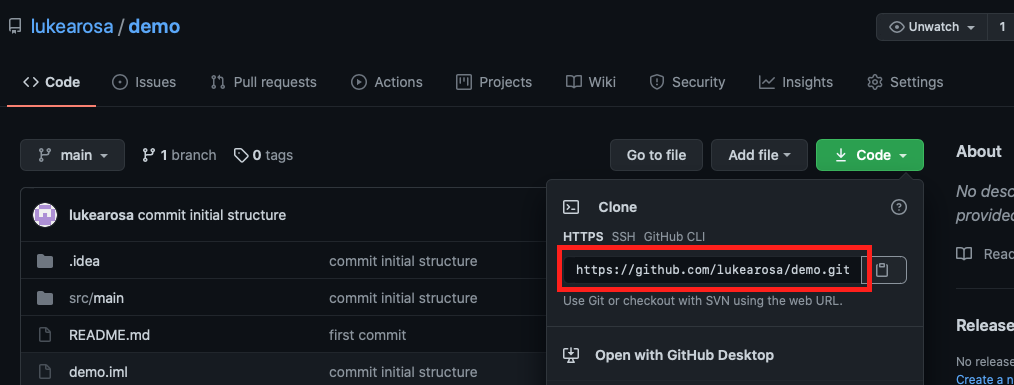 lukearosa / demo
Unwatch 1
Code Issues Pull requests Actions Projects Wiki Security Insights Settings
main 1 branch 0 tags Go to file Add file Code
About
lukearosa commit initial structure
No
provided
Clone
HTTPS SSH GitHub CLI
.idea commit initial structure
https://github.com/lukearosa/demo.git
src/main commit initial structure
Use Git or checkout with SVN using the web URL.
README.md first commit
Open with GitHub Desktop
demo.iml commit initial structure
No
Create a